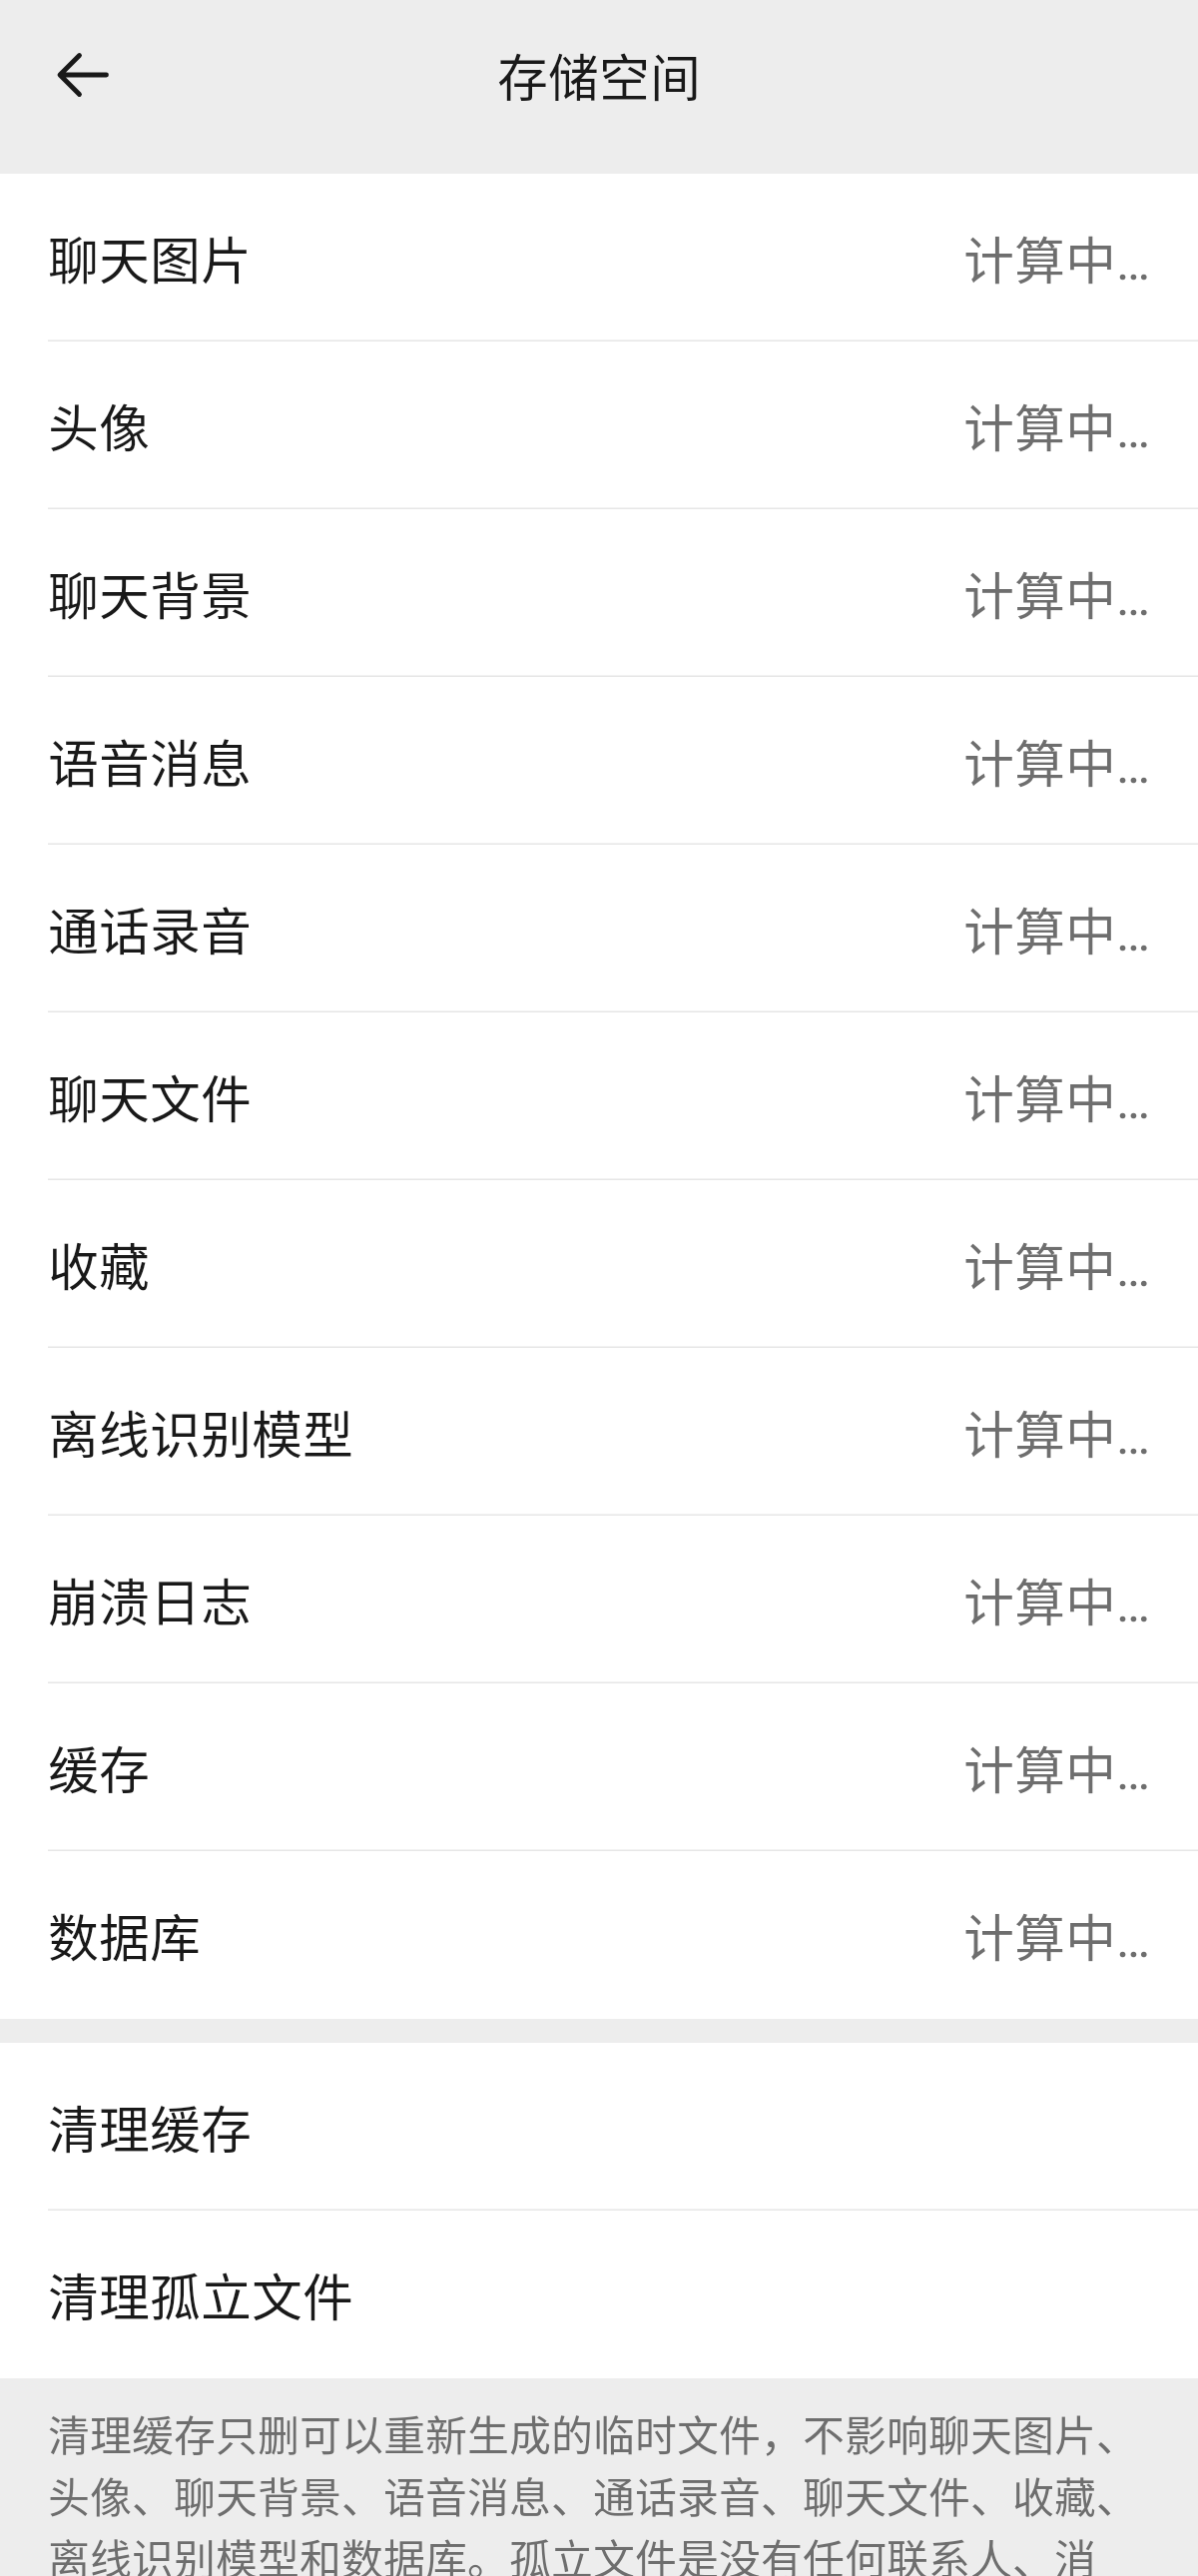 存储空间
聊天图片 计算中...
头像 计算中...
聊天背景 计算中...
语音消息 计算中...
通话录音 计算中...
聊天文件 计算中...
收藏 计算中...
离线识别模型 计算中...
崩溃日志 计算中...
缓存 计算中...
数据库 计算中...
清理缓存
清理孤立文件
清理缓存只删可以重新生成的临时文件，不影响聊天图片、
头像、聊天背景、语音消息、通话录音、聊天文件、收藏、
离线识别模型和数据库。孤立文件是没有任何联系人、消